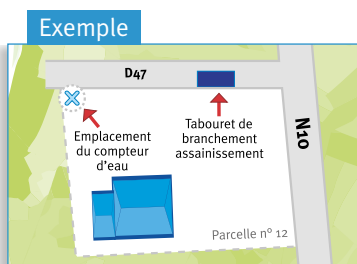 Exemple
D47
N10
Emplacement
du compteur
d'eau
Tabouret de
branchement
assainissement
Parcelle n° 12